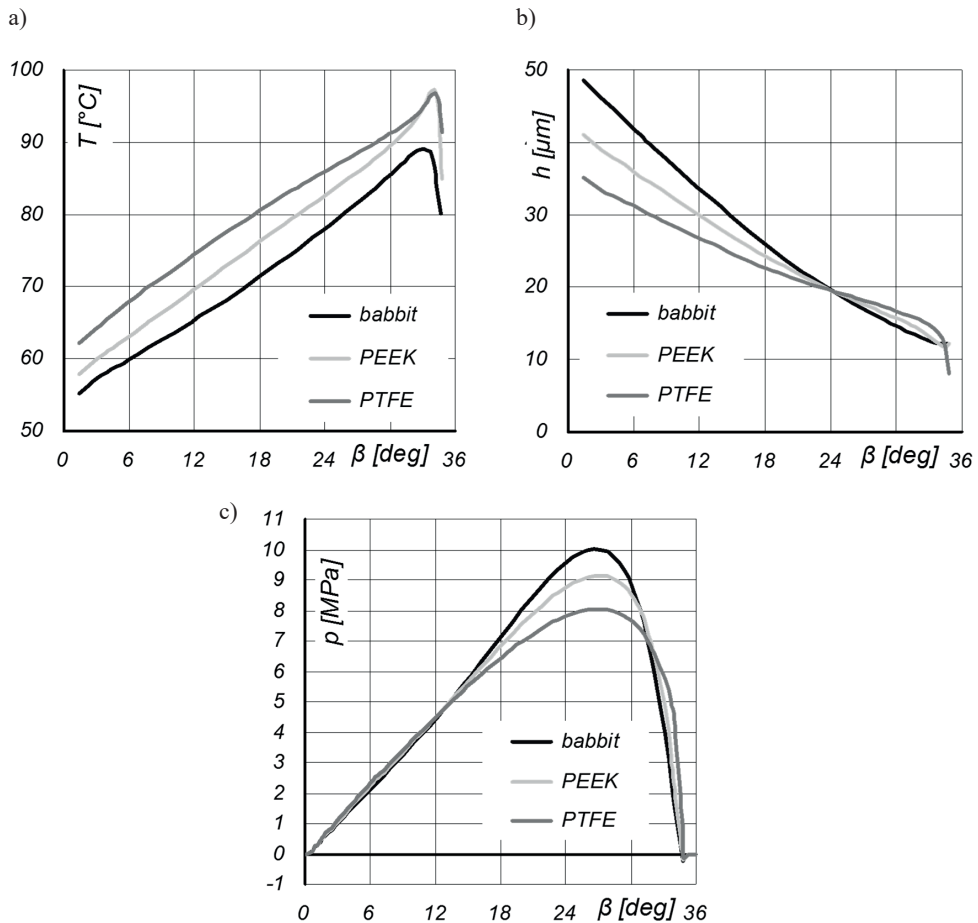 a)
100
90
80
70
60
50
T [°C]
babbit
PEEK
PTFE
0 6 12 18 24 β [deg] 36
b)
50
40
30
20
10
0
h [μm]
babbit
PEEK
PTFE
0 6 12 18 24 β [deg] 36
c)
11
10
9
8
7
6
5
4
3
2
1
0
-1
p [MPa]
babbit
PEEK
PTFE
0 6 12 18 24 β [deg] 36